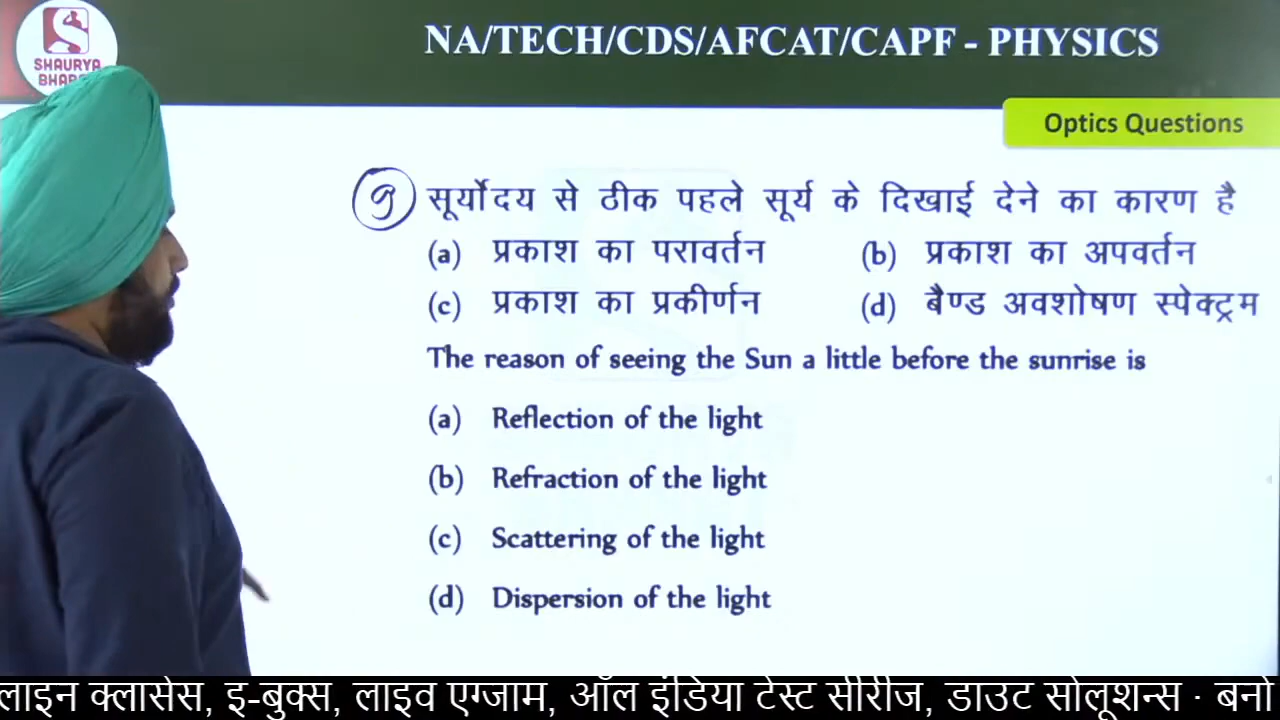 SHAURYA
NA/TECH/CDS/AFCAT/CAPF - PHYSICS
Optics Questions
सूर्योदय से ठीक पहले सूर्य के दिखाई देने का कारण है
(a) प्रकाश का परावर्तन (b) प्रकाश का अपवर्तन
(c) प्रकाश का प्रकीर्णन (d) बैण्ड अवशोषण स्पेक्ट्रम
The reason of seeing the Sun a little before the sunrise is
(a) Reflection of the light
(b) Refraction of the light
(c) Scattering of the light
(d) Dispersion of the light
लाइन क्लासेस, इ-बुक्स, लाइव एग्जाम, ऑल इंडिया टेस्ट सीरीज, डाउट सोलूशन्स · बनो